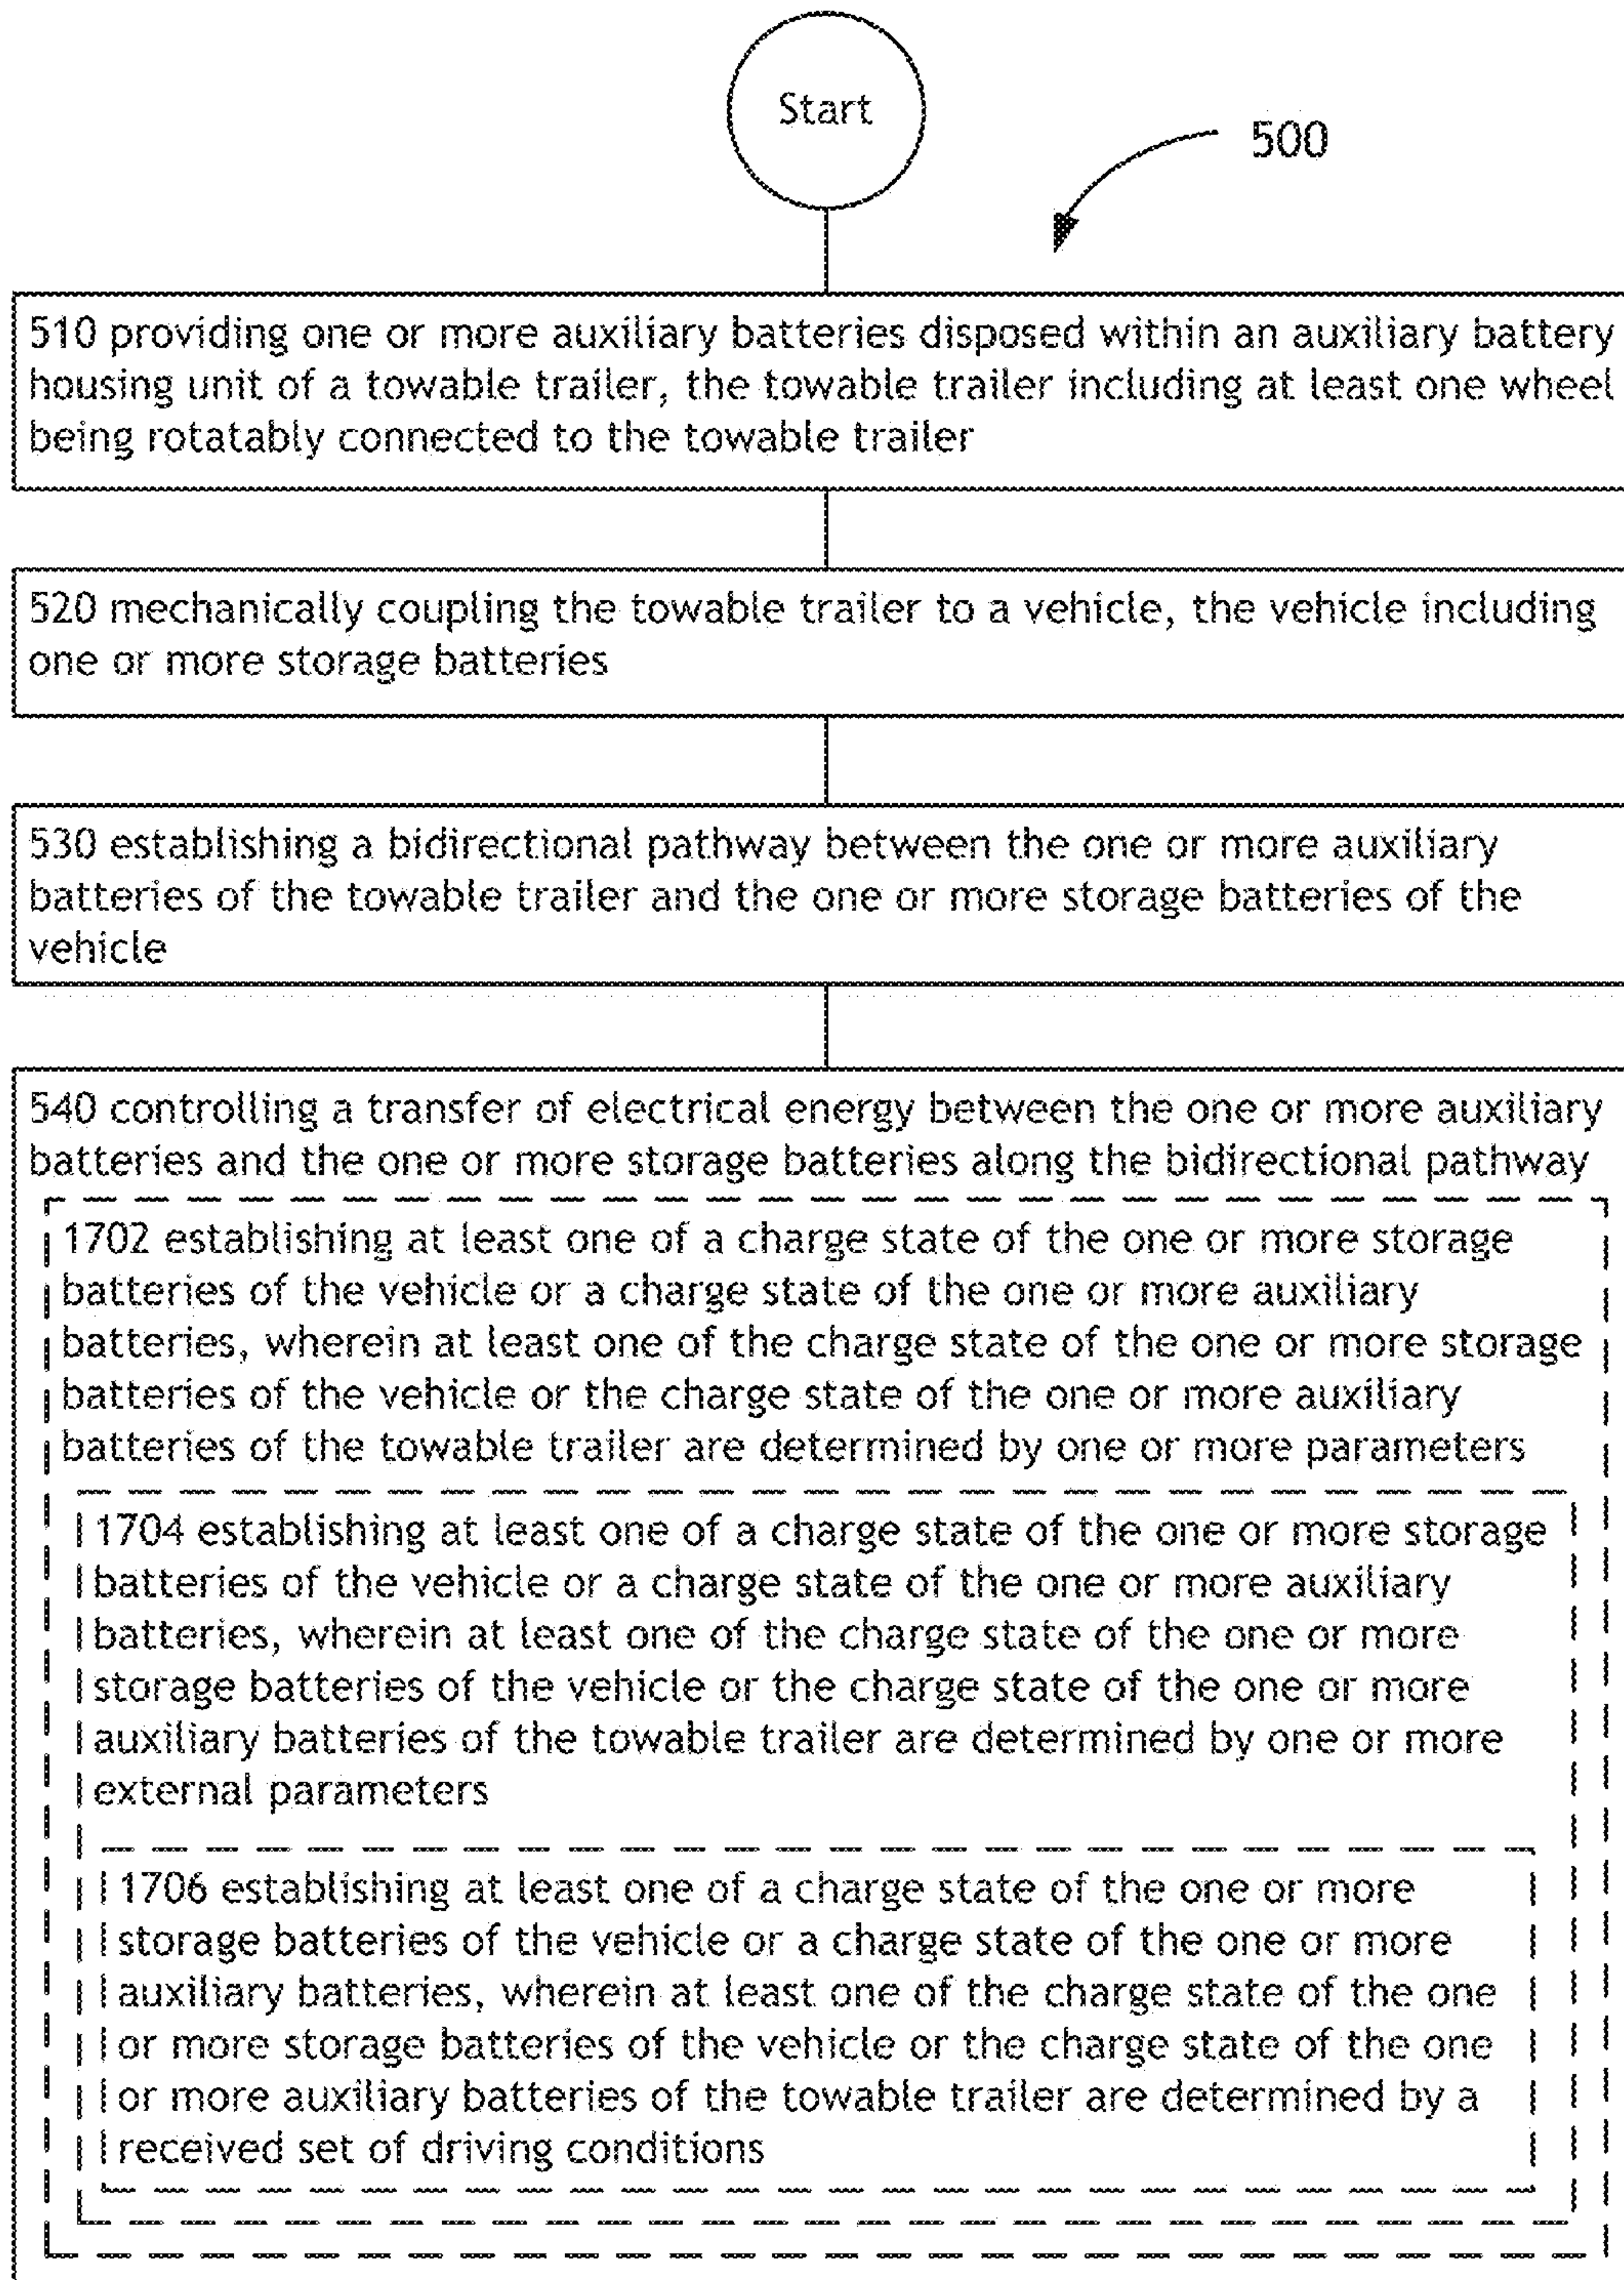 Start
500
510 providing one or more auxiliary batteries disposed within an auxiliary battery
housing unit of a towable trailer, the towable trailer including at least one wheel
being rotatably connected to the towable trailer
520 mechanically coupling the towable trailer to a vehicle, the vehicle including
one or more storage batteries
530 establishing a bidirectional pathway between the one or more auxiliary
batteries of the towable trailer and the one or more storage batteries of the
vehicle
540 controlling a transfer of electrical energy between the one or more auxiliary
batteries and the one or more storage batteries along the bidirectional pathway
1702 establishing at least one of a charge state of the one or more storage
batteries of the vehicle or a charge state of the one or more auxiliary
batteries, wherein at least one of the charge state of the one or more storage
batteries of the vehicle or the charge state of the one or more auxiliary
batteries of the towable trailer are determined by one or more parameters
1704 establishing at least one of a charge state of the one or more storage
batteries of the vehicle or a charge state of the one or more auxiliary
batteries, wherein at least one of the charge state of the one or more
storage batteries of the vehicle or the charge state of the one or more
auxiliary batteries of the towable trailer are determined by one or more
external parameters
1706 establishing at least one of a charge state of the one or more
storage batteries of the vehicle or a charge state of the one or more
auxiliary batteries, wherein at least one of the charge state of the one
or more storage batteries of the vehicle or the charge state of the one
or more auxiliary batteries of the towable trailer are determined by a
received set of driving conditions